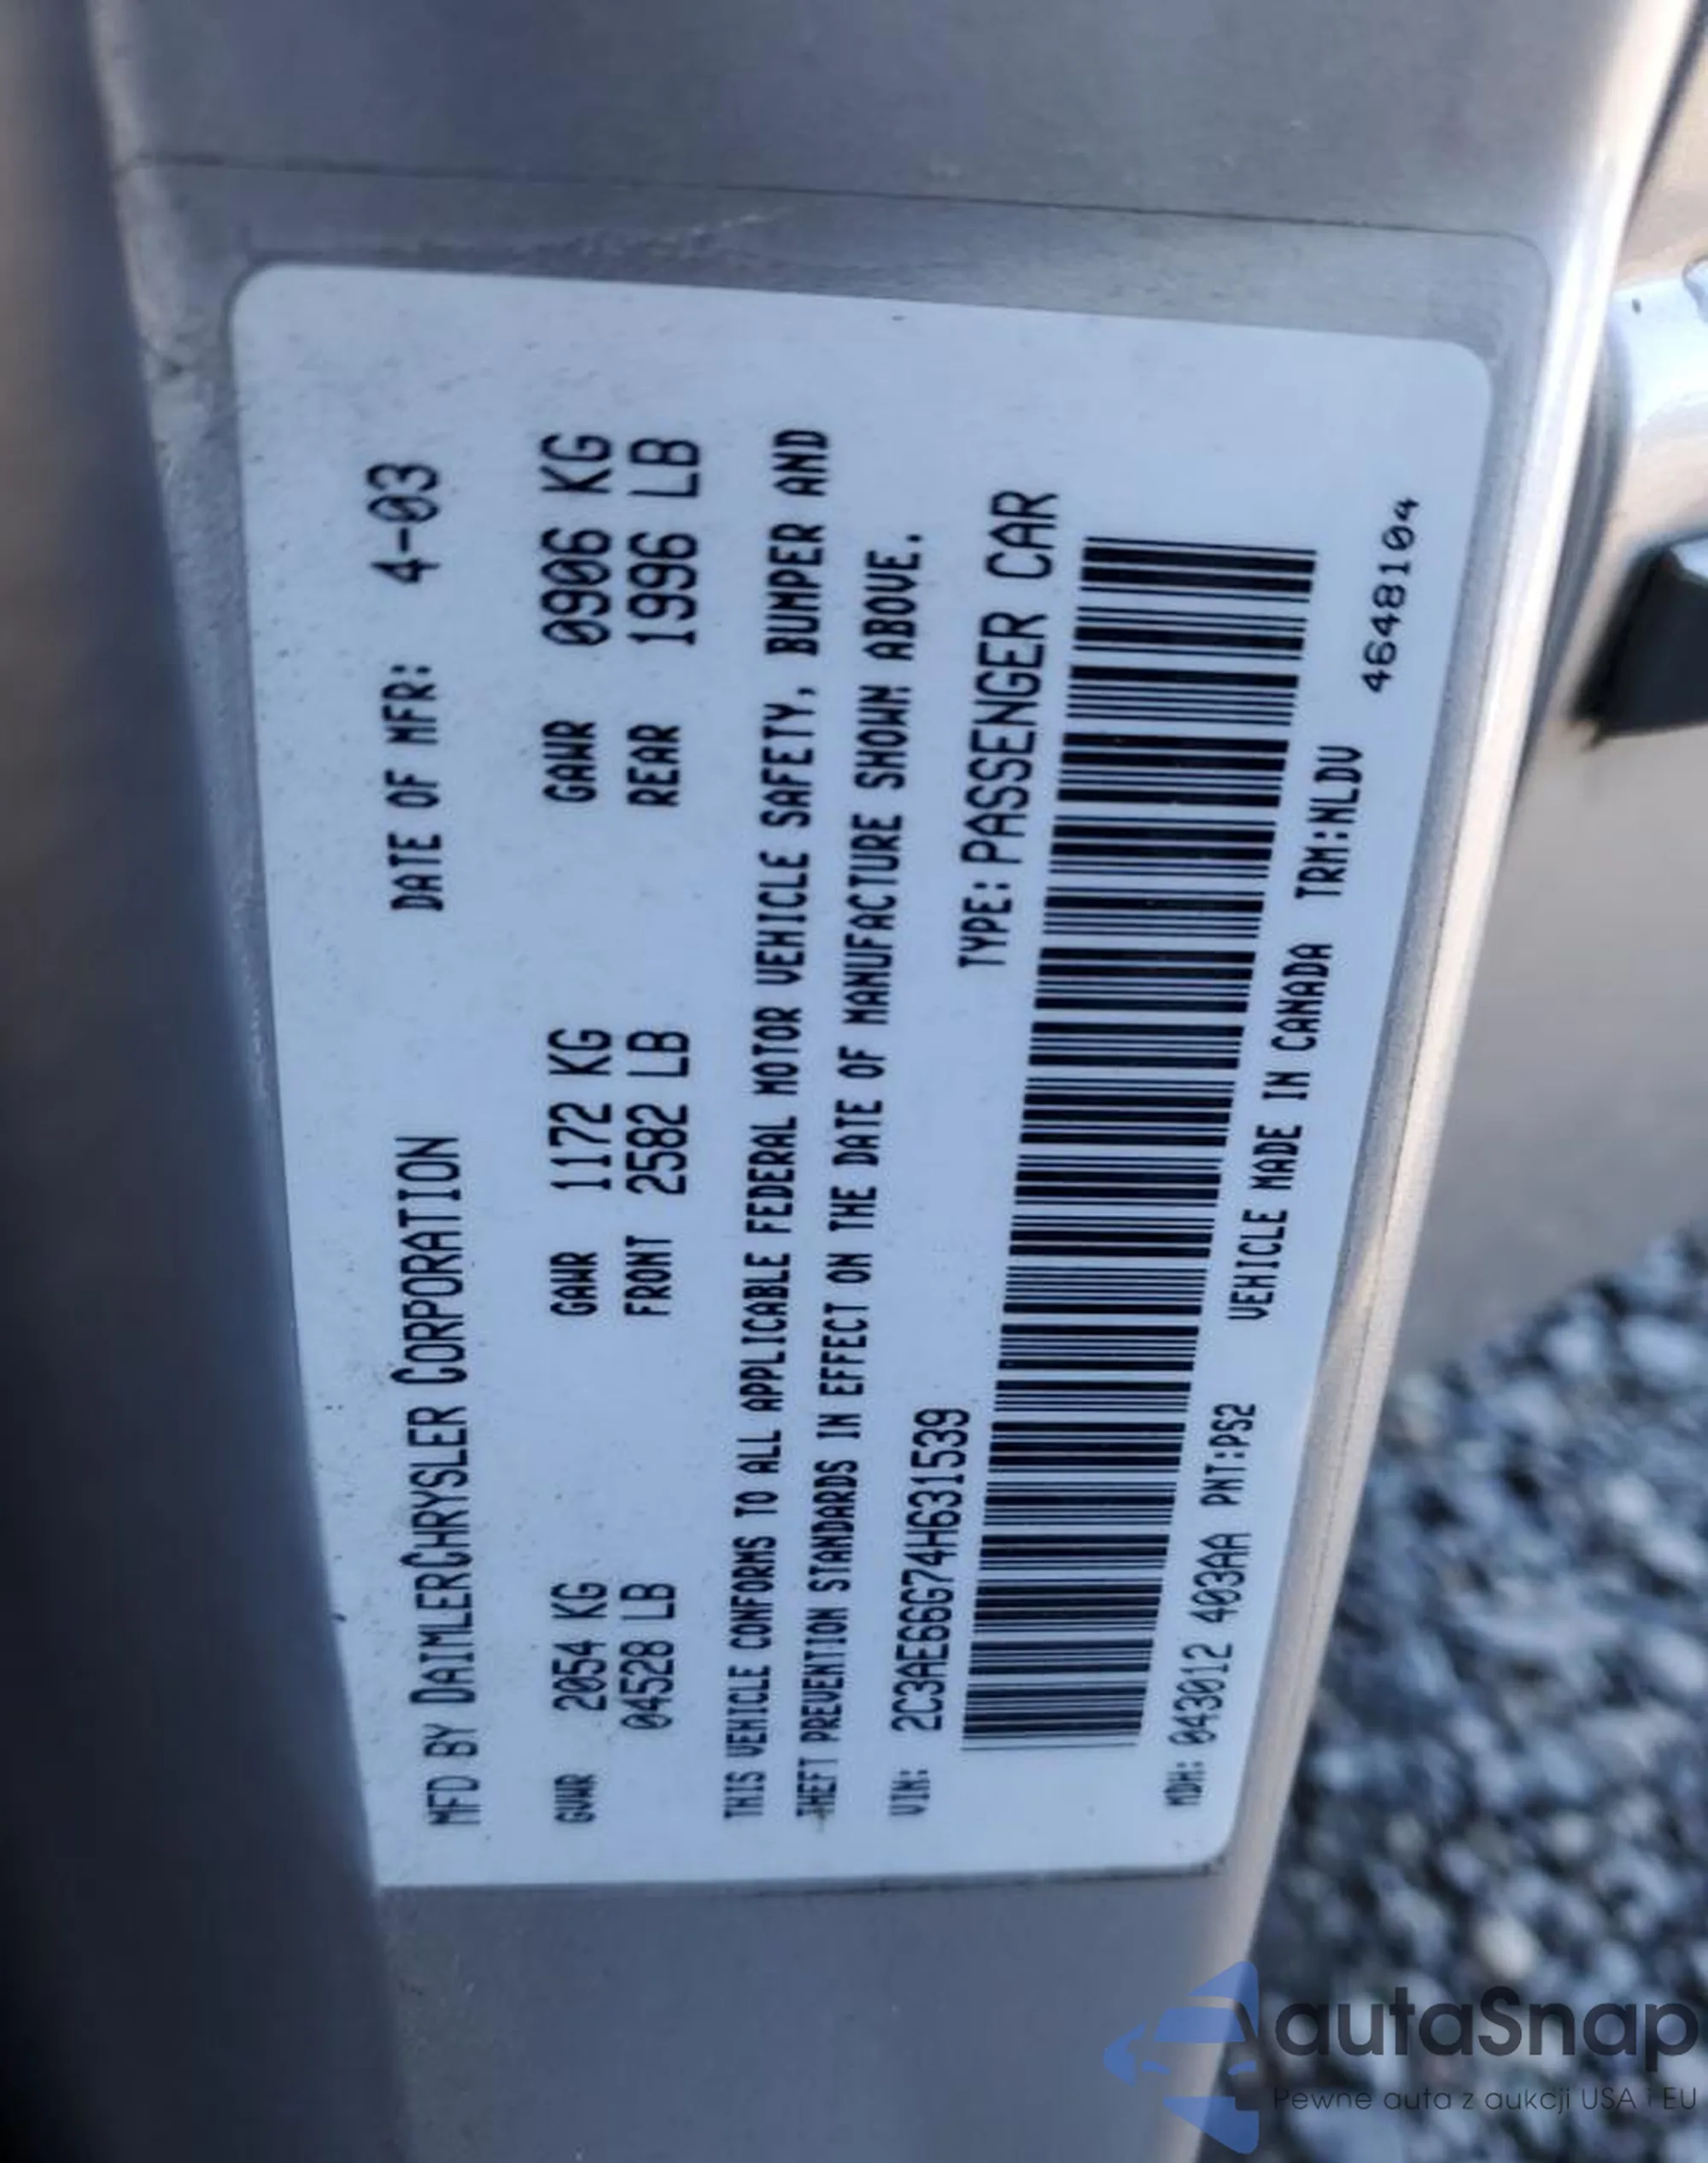 MFD BY DAIMLERCHRYSLER CORPORATION DATE OF MFR: 4-03
GVWR 2054 KG GAWR 1172 KG GAWR 0906 KG
04528 LB FRONT 2582 LB REAR 1996 LB
THIS VEHICLE CONFORMS TO ALL APPLICABLE FEDERAL MOTOR VEHICLE SAFETY, BUMPER AND
THEFT PREVENTION STANDARDS IN EFFECT ON THE DATE OF MANUFACTURE SHOWN ABOVE.
VIN: 2C3AE66G74H631539 TYPE: PASSENGER CAR
MDH: 043012 403AA PNT:PS2 VEHICLE MADE IN CANADA TRM:NLDV
4648104
autaSnap
Pewne auta z aukcji USA i EU